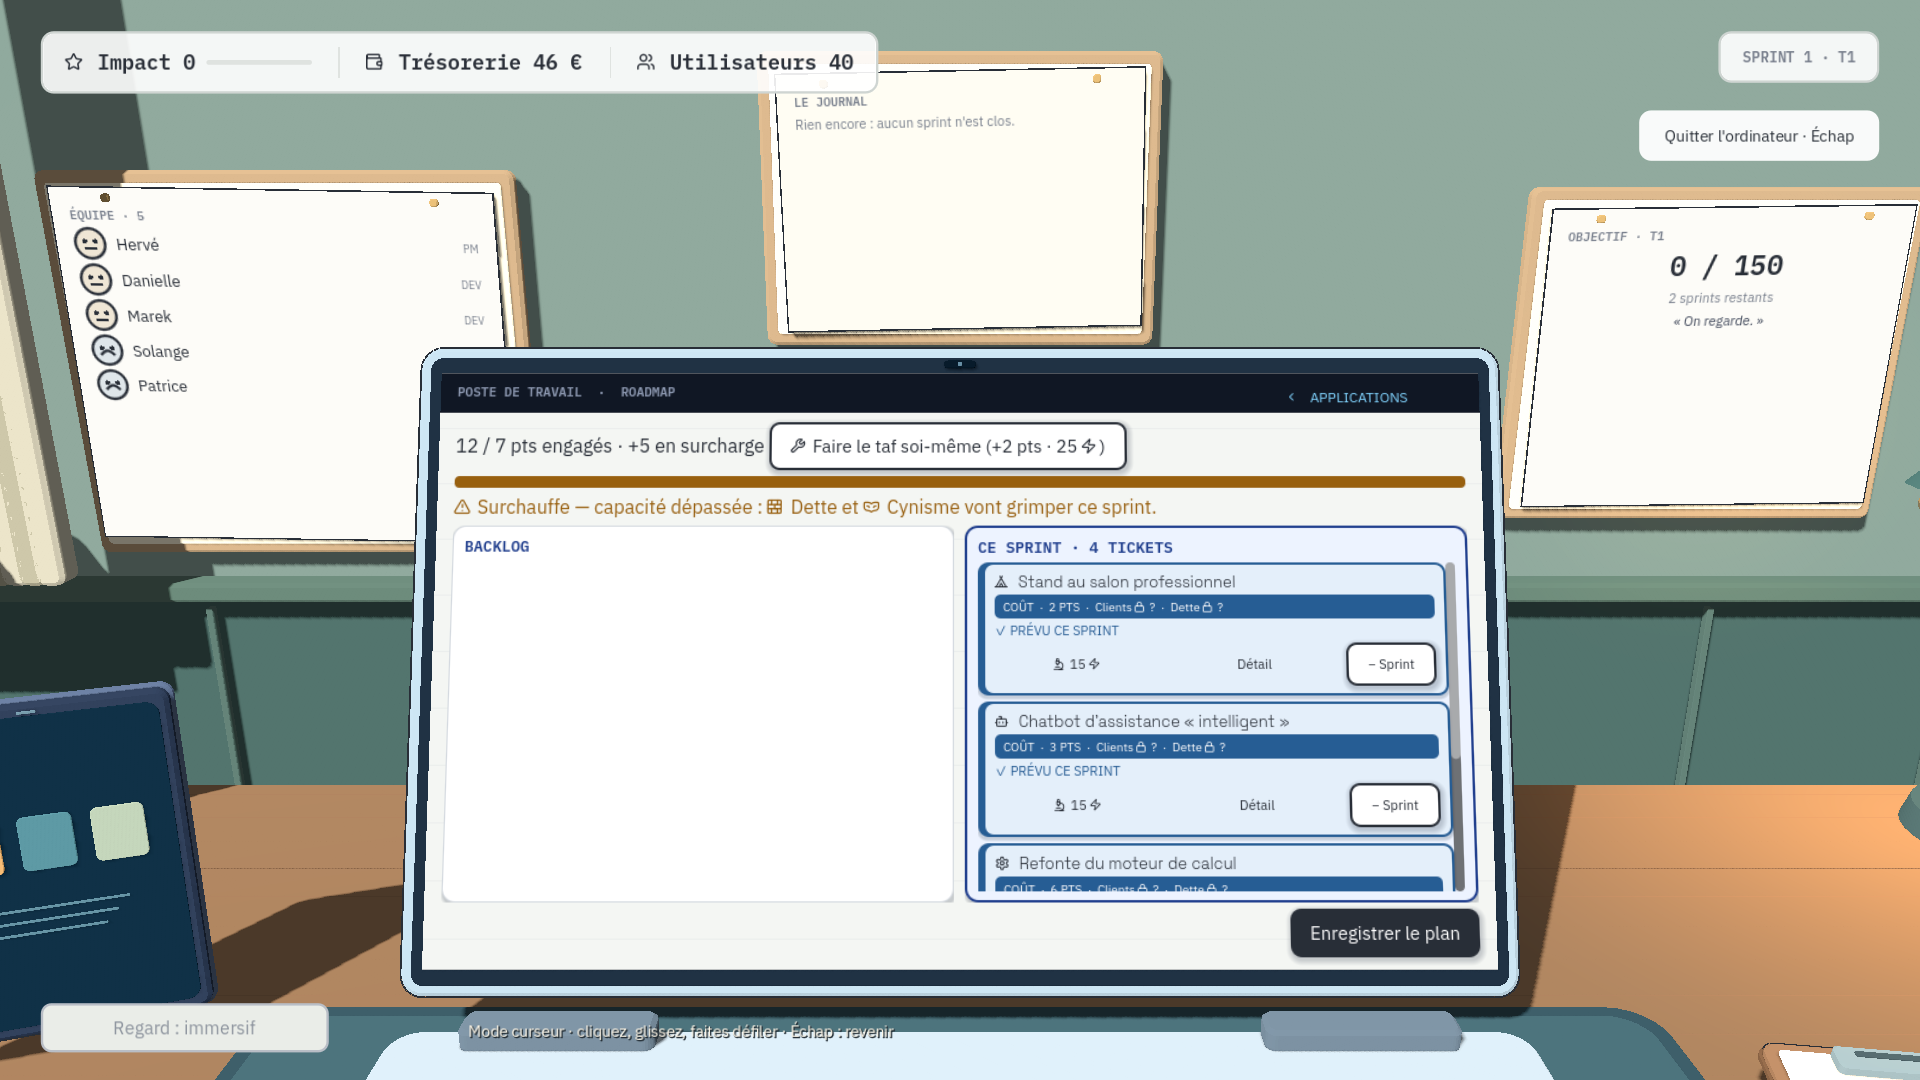 Impact 0
Trésorerie 46 €
Utilisateurs 40
SPRINT 1 · T1
Quitter l'ordinateur · Échap
LE JOURNAL
Rien encore : aucun sprint n'est clos.
ÉQUIPE · 5
Hervé PM
Danielle DEV
Marek DEV
Solange
Patrice
OBJECTIF · T1
0 / 150
2 sprints restants
« On regarde. »
POSTE DE TRAVAIL · ROADMAP
‹ APPLICATIONS
12 / 7 pts engagés · +5 en surcharge
Faire le taf soi-même (+2 pts · 25 )
Surchauffe — capacité dépassée : Dette et Cynisme vont grimper ce sprint.
BACKLOG
CE SPRINT · 4 TICKETS
Stand au salon professionnel
COÛT · 2 PTS · Clients ? · Dette ?
✓ PRÉVU CE SPRINT
15
Détail
– Sprint
Chatbot d'assistance « intelligent »
COÛT · 3 PTS · Clients ? · Dette ?
✓ PRÉVU CE SPRINT
15
Détail
– Sprint
Refonte du moteur de calcul
COÛT · 6 PTS · Clients ? · Dette ?
Enregistrer le plan
Regard : immersif
Mode curseur · cliquez, glissez, faites défiler · Échap : revenir